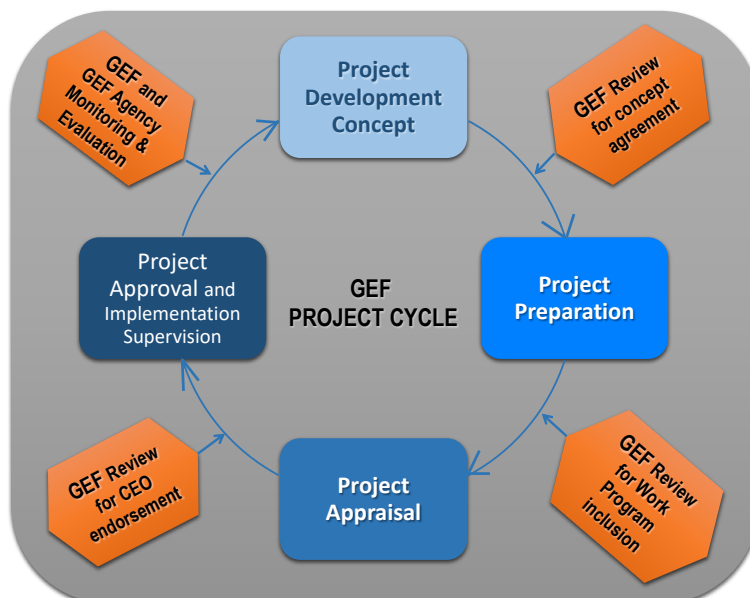 GEF and
GEF Agency
Monitoring &
Evaluation
Project
Development
Concept
GEF Review
for concept
agreement
Project
Approval and
Implementation
Supervision
GEF
PROJECT CYCLE
Project
Preparation
GEF Review
for CEO
endorsement
Project
Appraisal
GEF Review
for Work
Program
inclusion